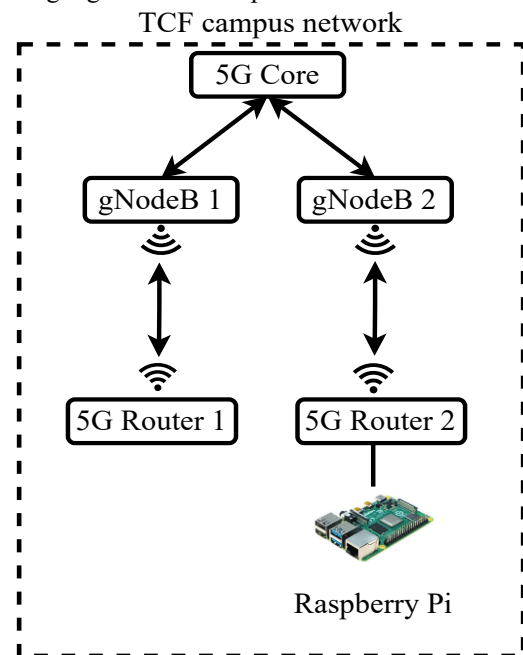 TCF campus network
5G Core
gNodeB 1
gNodeB 2
5G Router 1
5G Router 2
Raspberry Pi